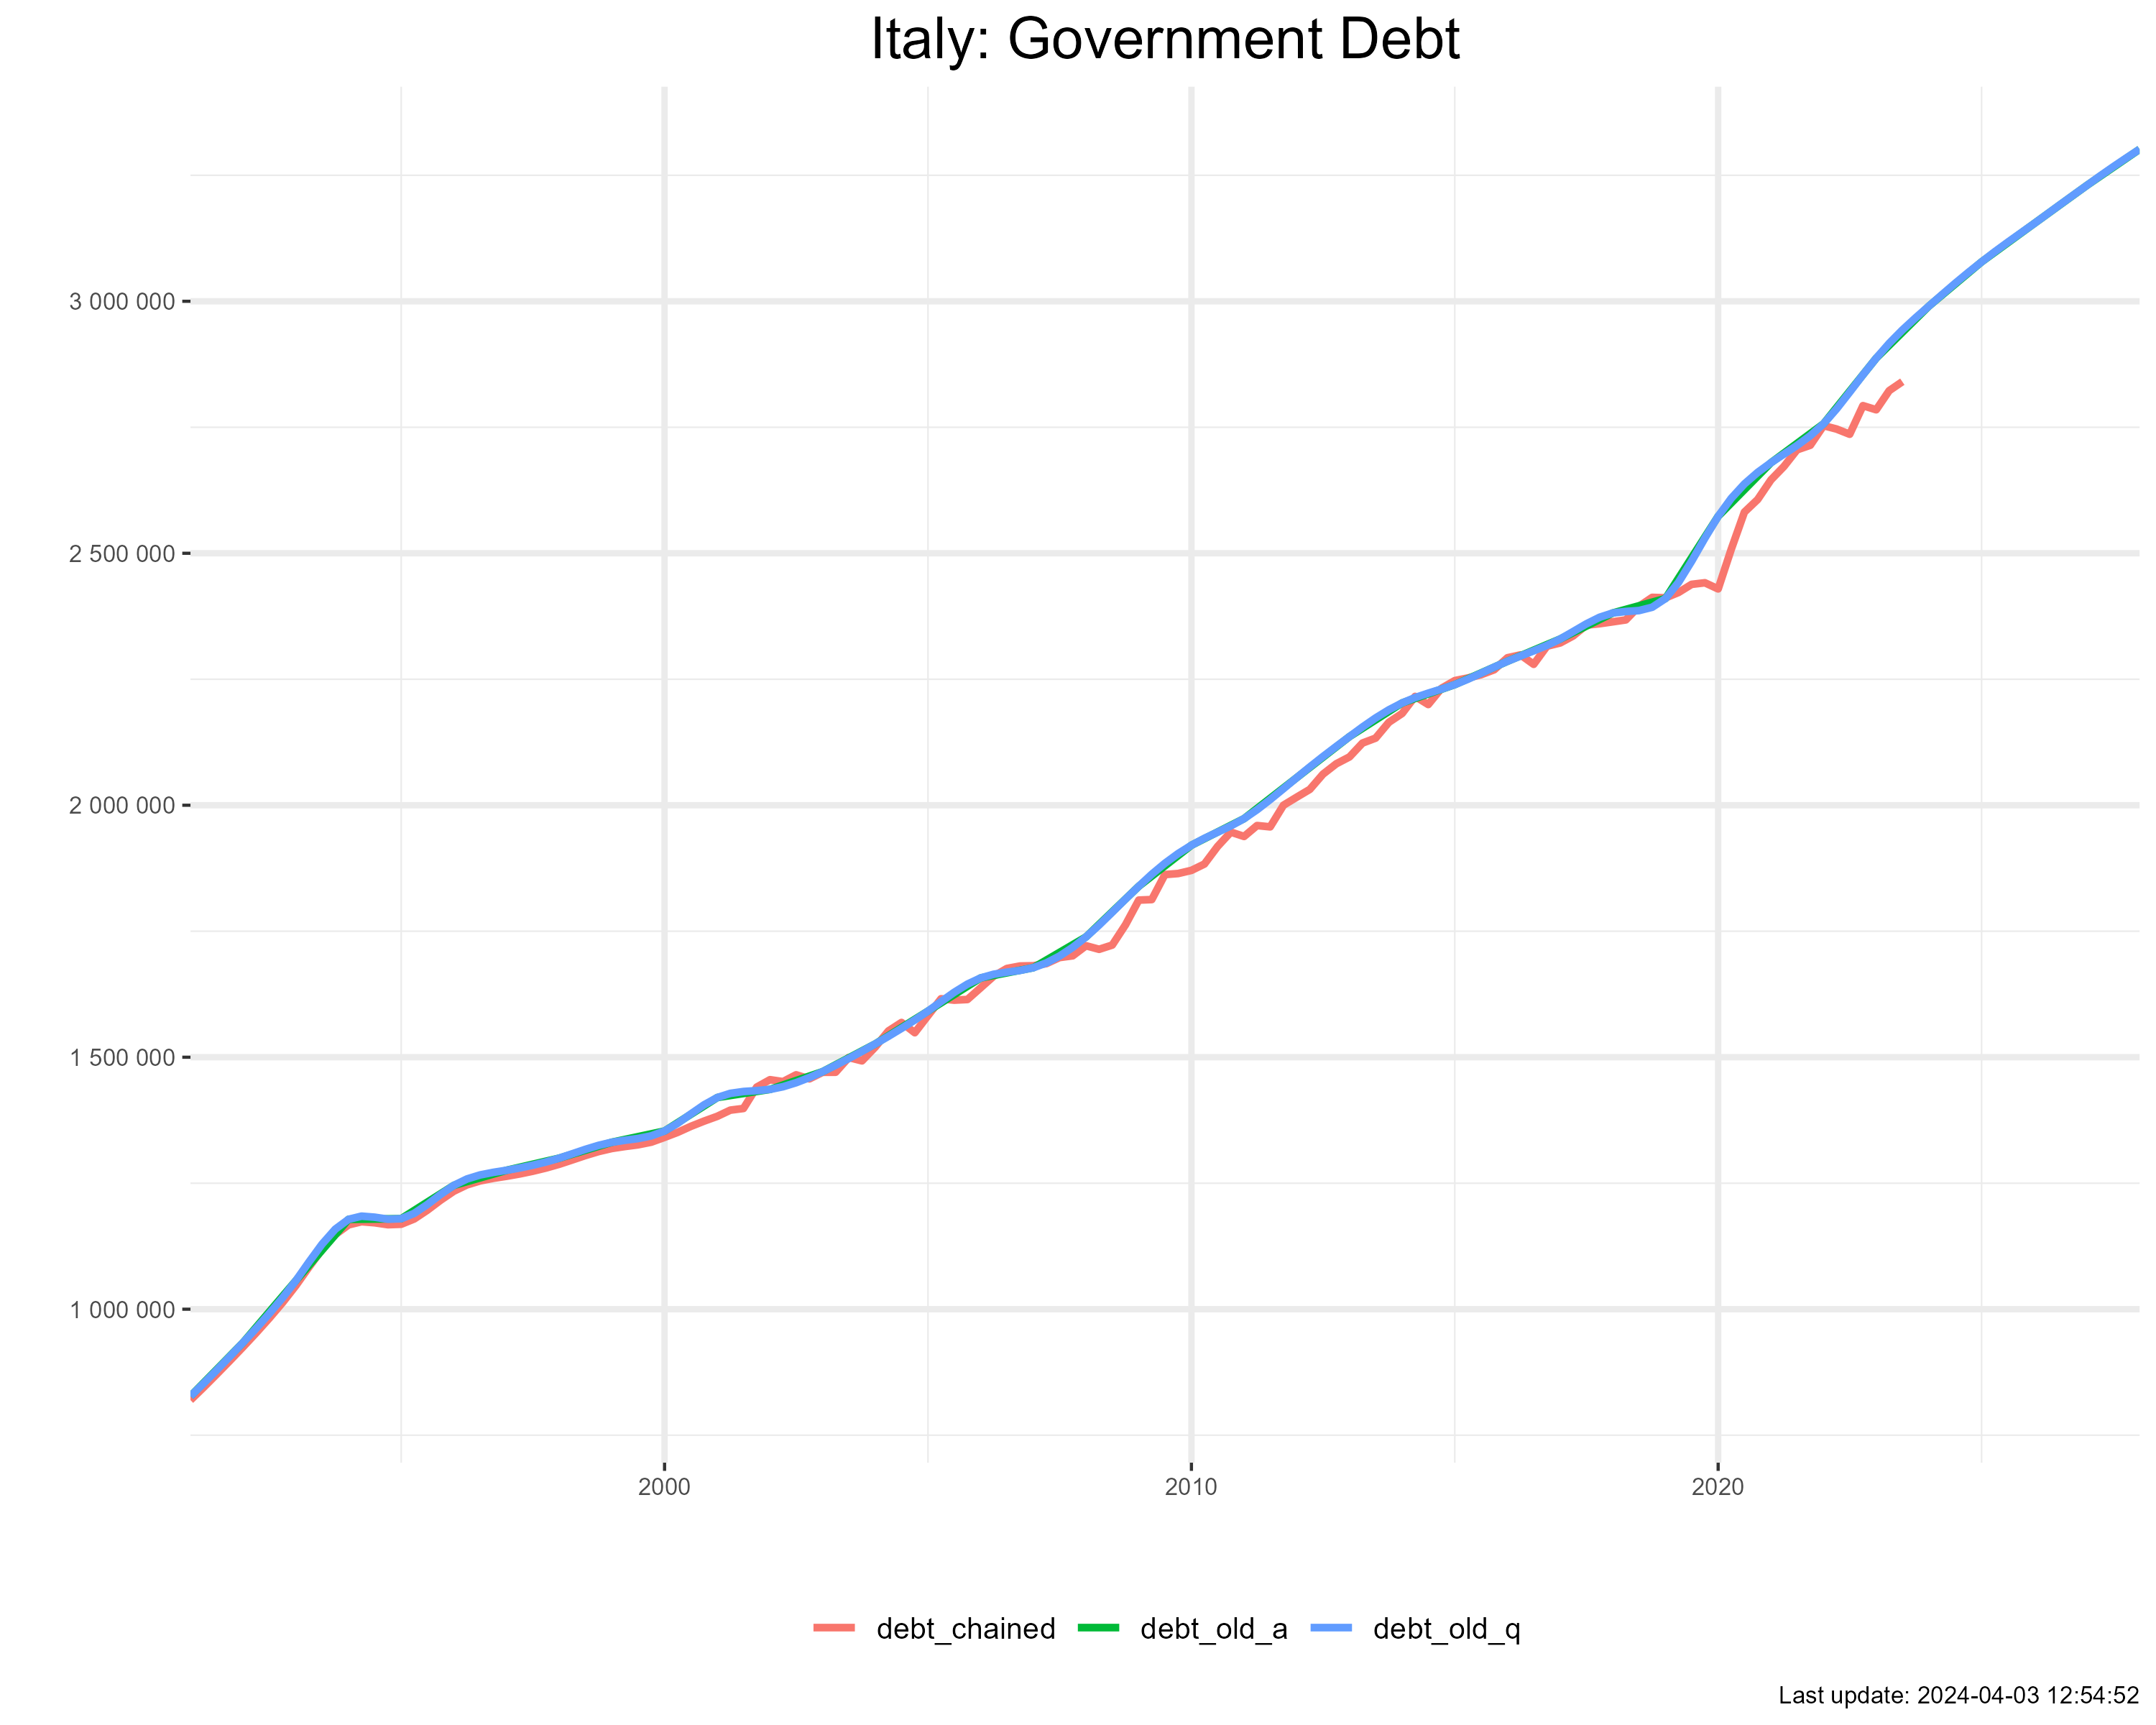 Italy: Government Debt
3 000 000
2 500 000
2 000 000
1 500 000
1 000 000
2000 2010 2020
debt_chained debt_old_a debt_old_q
Last update: 2024-04-03 12:54:52